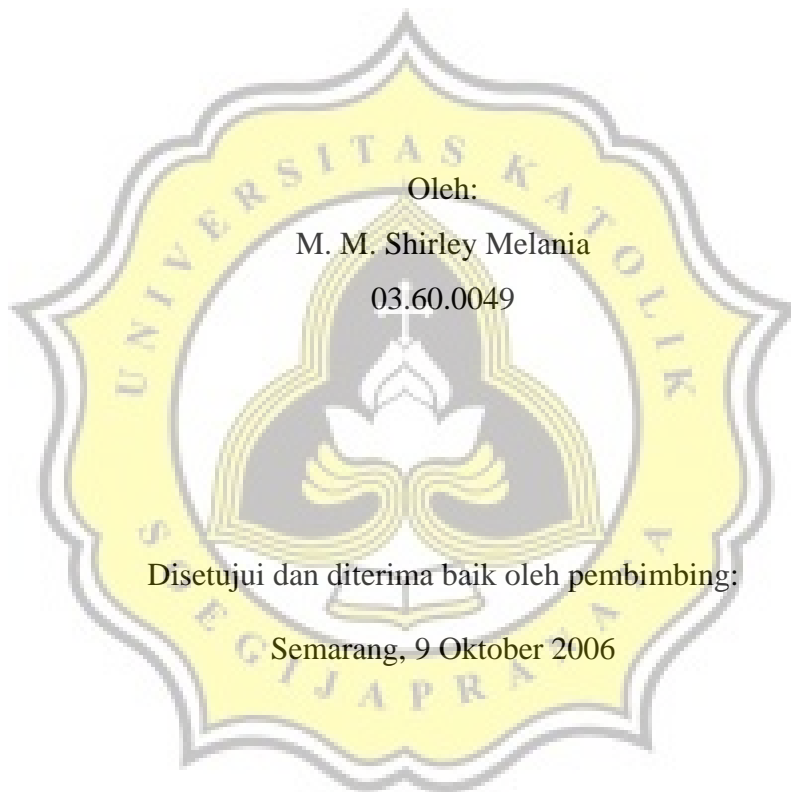 UNIVERSITAS KATOLIK
Oleh:
M. M. Shirley Melania
03.60.0049
Disetujui dan diterima baik oleh pembimbing:
Semarang, 9 Oktober 2006
SOEGIJAPRANATA